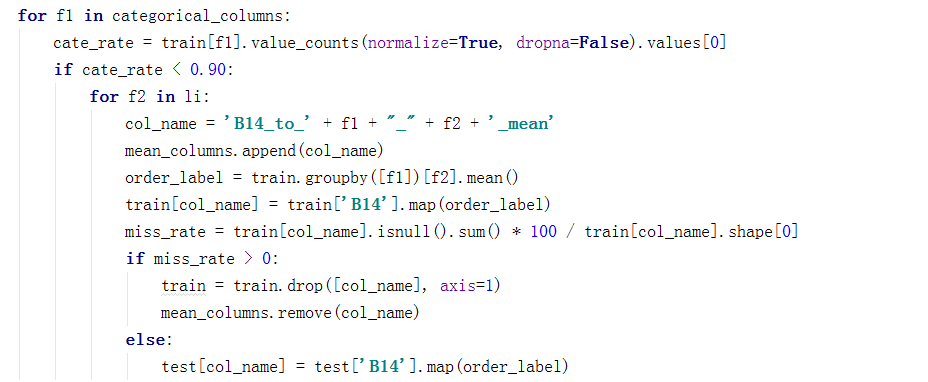 for f1 in categorical_columns:
cate_rate = train[f1].value_counts(normalize=True, dropna=False).values[0]
if cate_rate < 0.90:
for f2 in li:
col_name = 'B14_to_' + f1 + "_" + f2 + '_mean'
mean_columns.append(col_name)
order_label = train.groupby([f1])[f2].mean()
train[col_name] = train['B14'].map(order_label)
miss_rate = train[col_name].isnull().sum() * 100 / train[col_name].shape[0]
if miss_rate > 0:
train = train.drop([col_name], axis=1)
mean_columns.remove(col_name)
else:
test[col_name] = test['B14'].map(order_label)